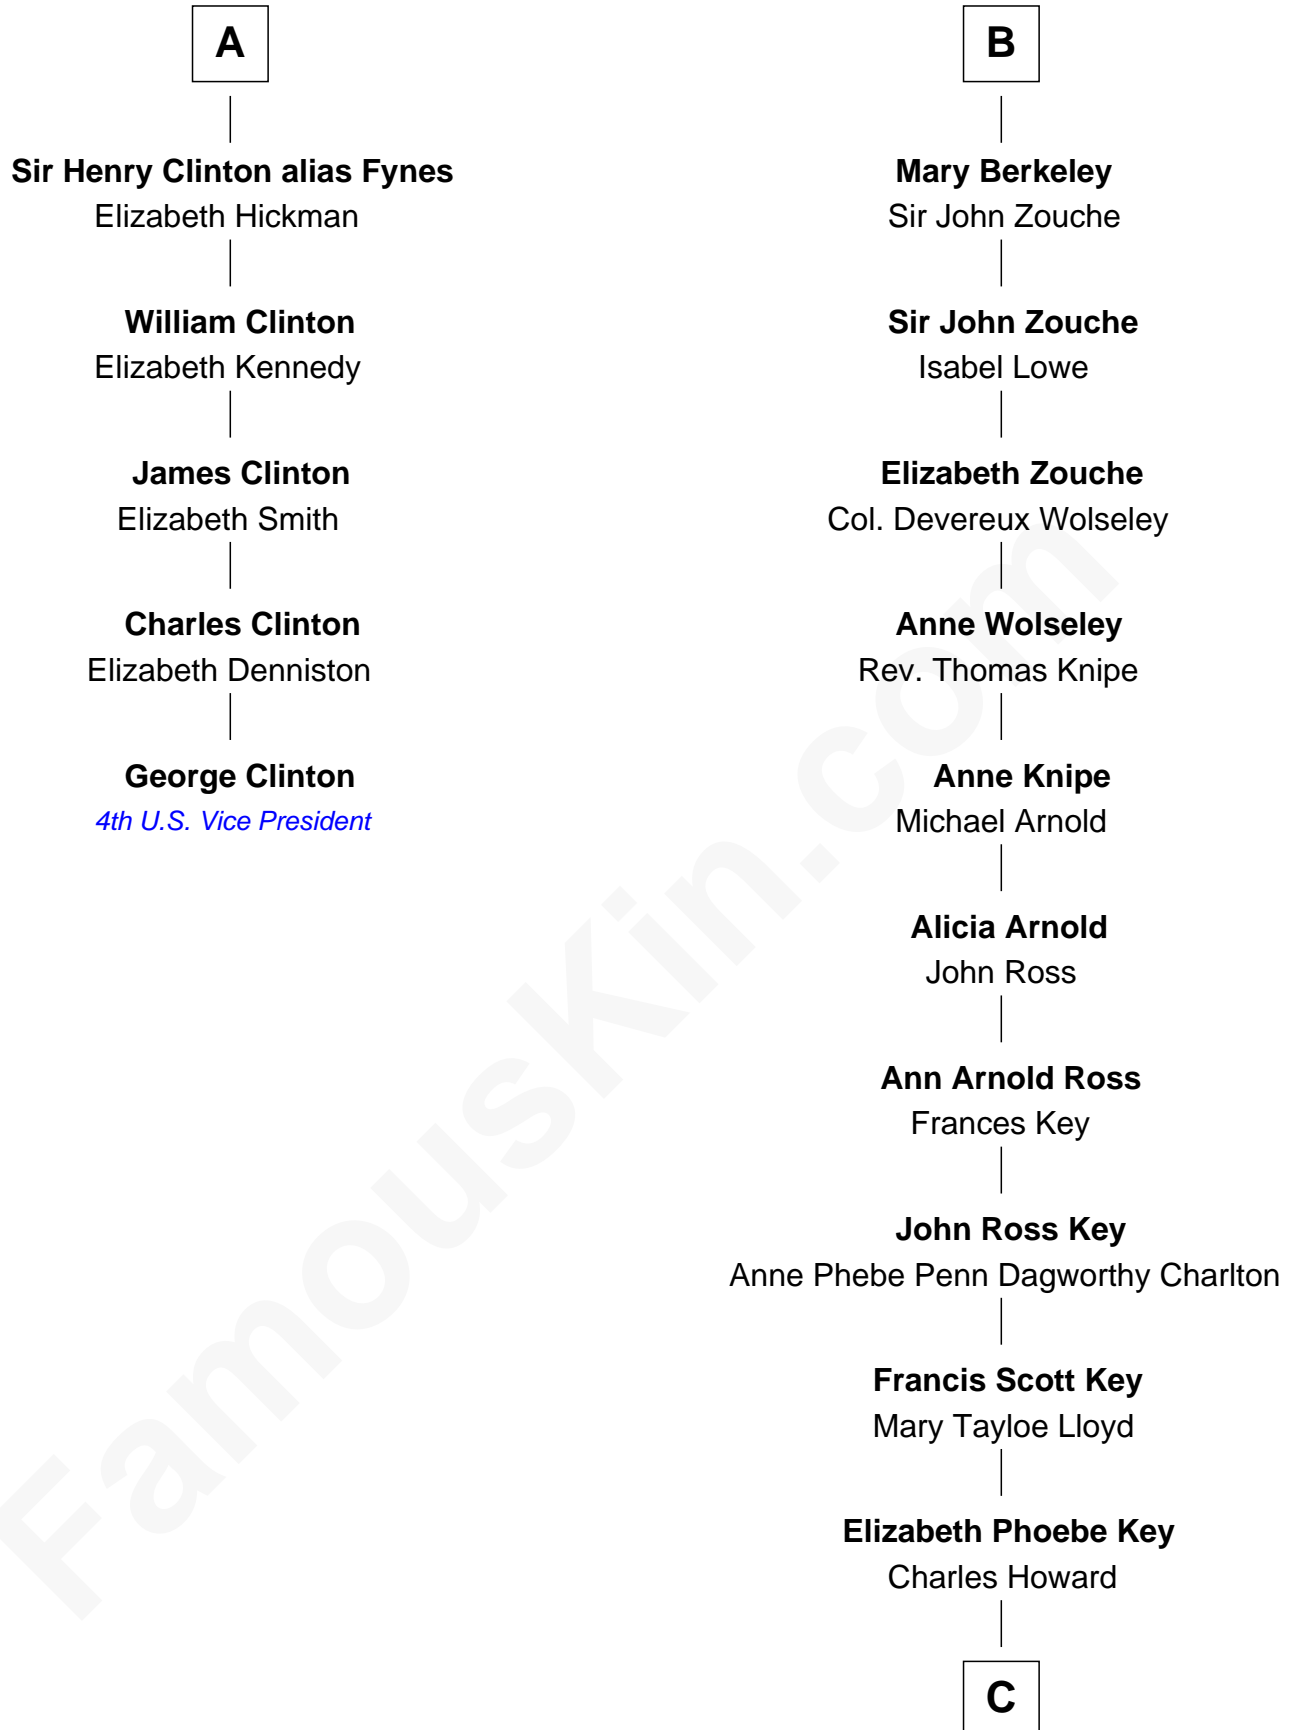 A
Sir Henry Clinton alias Fynes
Elizabeth Hickman
William Clinton
Elizabeth Kennedy
James Clinton
Elizabeth Smith
Charles Clinton
Elizabeth Denniston
George Clinton
4th U.S. Vice President
B
Mary Berkeley
Sir John Zouche
Sir John Zouche
Isabel Lowe
Elizabeth Zouche
Col. Devereux Wolseley
Anne Wolseley
Rev. Thomas Knipe
Anne Knipe
Michael Arnold
Alicia Arnold
John Ross
Ann Arnold Ross
Frances Key
John Ross Key
Anne Phebe Penn Dagworthy Charlton
Francis Scott Key
Mary Tayloe Lloyd
Elizabeth Phoebe Key
Charles Howard
C
FamousKin.com